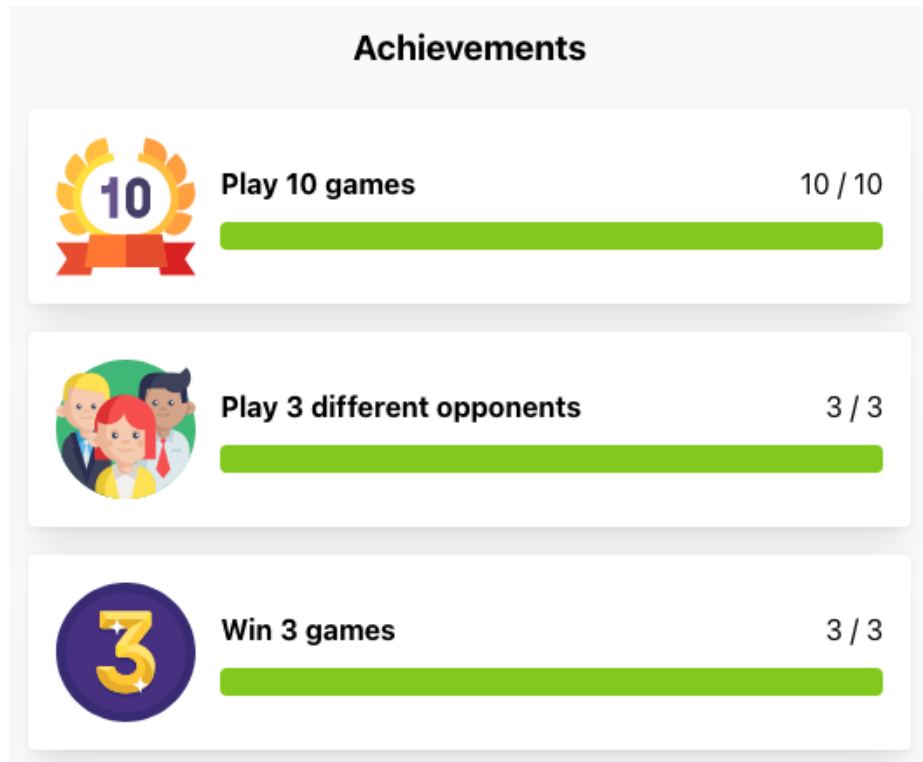 Achievements
10
Play 10 games 10 / 10
Play 3 different opponents 3 / 3
3
Win 3 games 3 / 3